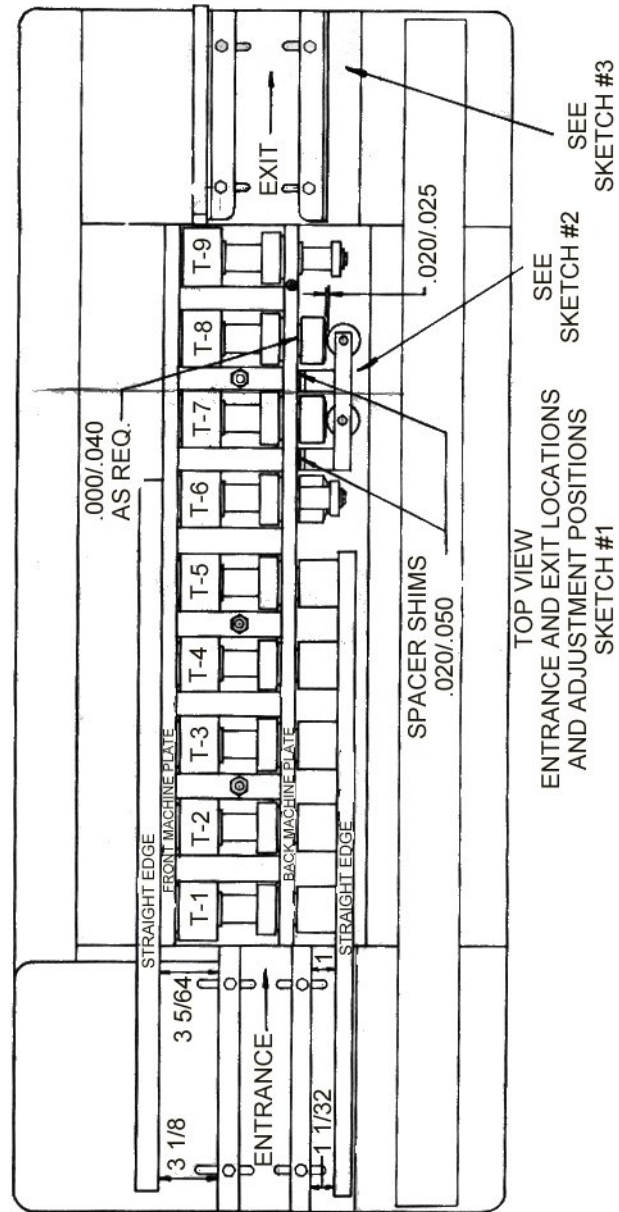 STRAIGHT EDGE
FRONT MACHINE PLATE
BACK MACHINE PLATE
STRAIGHT EDGE
3 1/8
3 5/64
ENTRANCE
1 1/32
1
T-1
T-2
T-3
T-4
T-5
T-6
T-7
T-8
T-9
.000/.040
AS REQ.
EXIT
SPACER SHIMS
.020/.050
.020/.025
SEE
SKETCH #2
SEE
SKETCH #3
TOP VIEW
ENTRANCE AND EXIT LOCATIONS
AND ADJUSTMENT POSITIONS
SKETCH #1